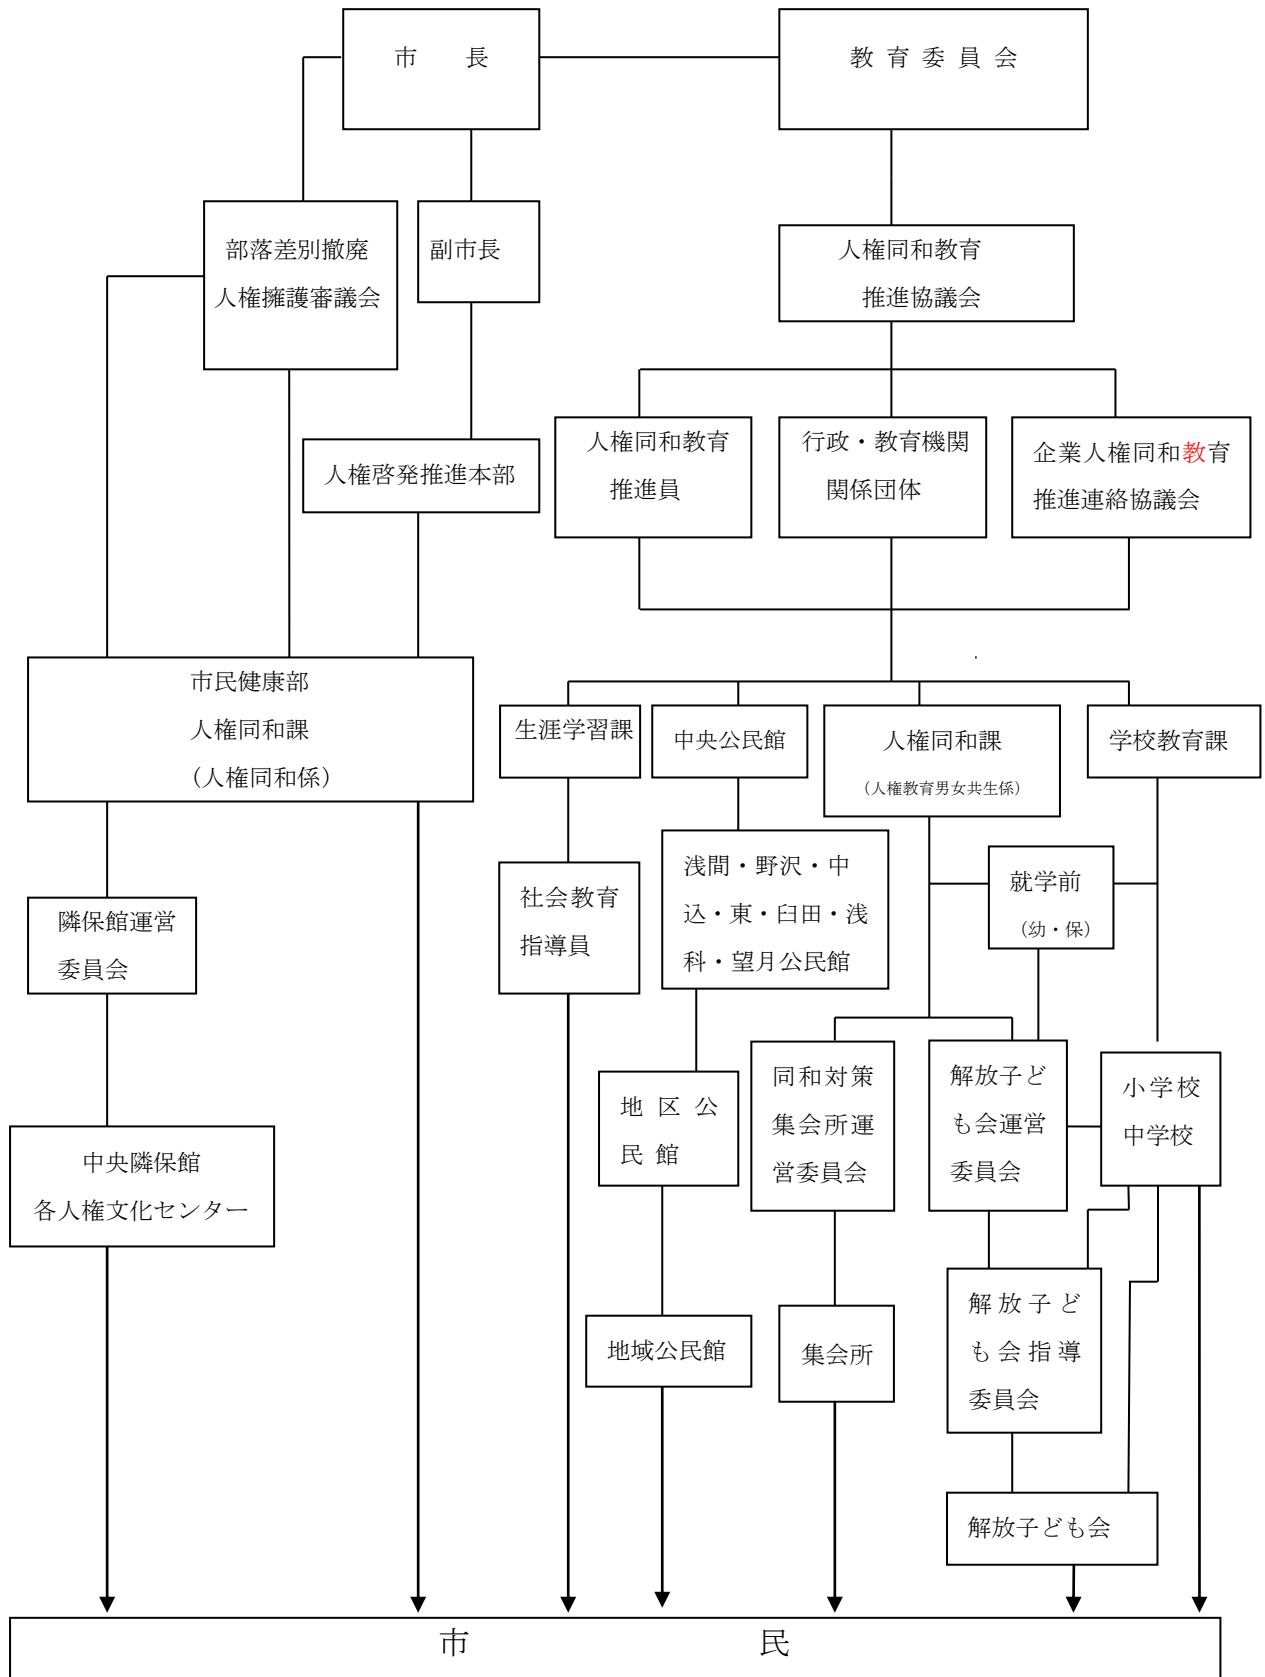 市　　長
教 育 委 員 会
部落差別撤廃
人権擁護審議会
副市長
人権同和教育
推進協議会
人権啓発推進本部
人権同和教育
推進員
行政・教育機関
関係団体
企業人権同和教育
推進連絡協議会
市民健康部
人権同和課
（人権同和係）
生涯学習課
中央公民館
人権同和課
（人権教育男女共生係）
学校教育課
隣保館運営
委員会
社会教育
指導員
浅間・野沢・中
込・東・臼田・浅
科・望月公民館
就学前
（幼・保）
中央隣保館
各人権文化センター
地 区 公
民 館
同和対策
集会所運
営委員会
解放子ど
も会運営
委員会
小学校
中学校
地域公民館
集会所
解 放 子 ど
も 会 指 導
委員会
解放子ども会
市　　　　民